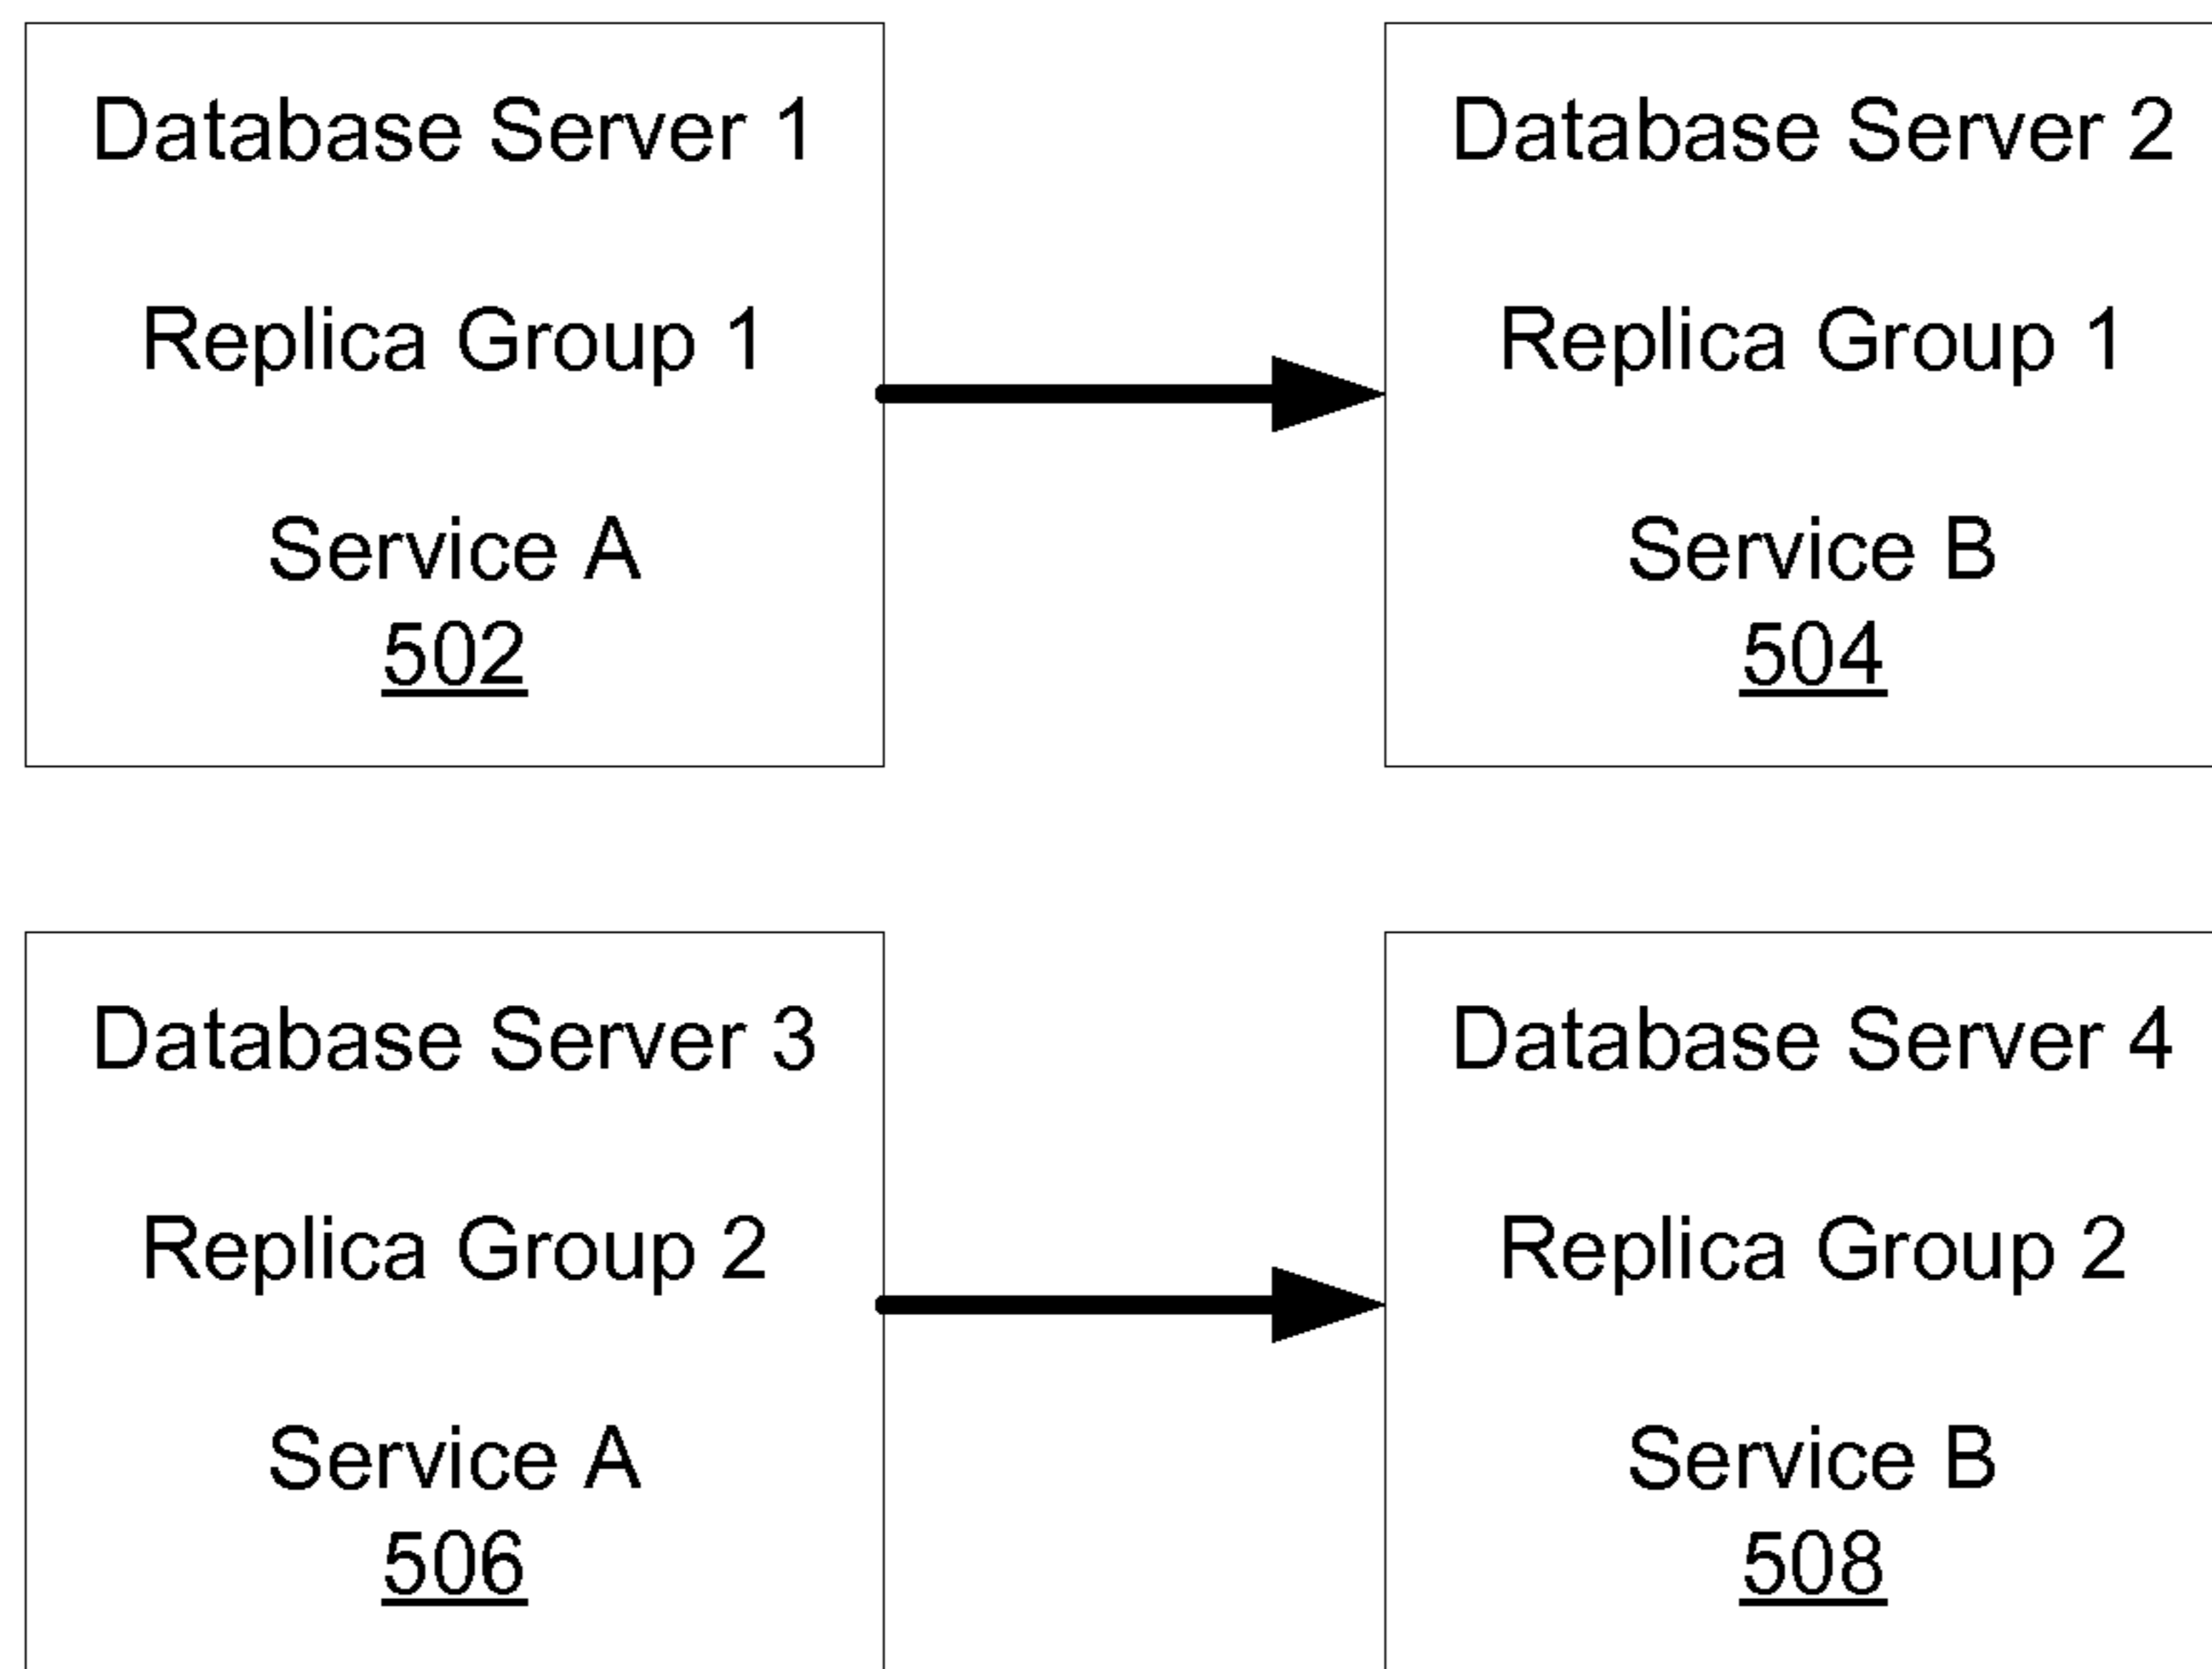 Database Server 1
Replica Group 1
Service A
502
Database Server 2
Replica Group 1
Service B
504
Database Server 3
Replica Group 2
Service A
506
Database Server 4
Replica Group 2
Service B
508